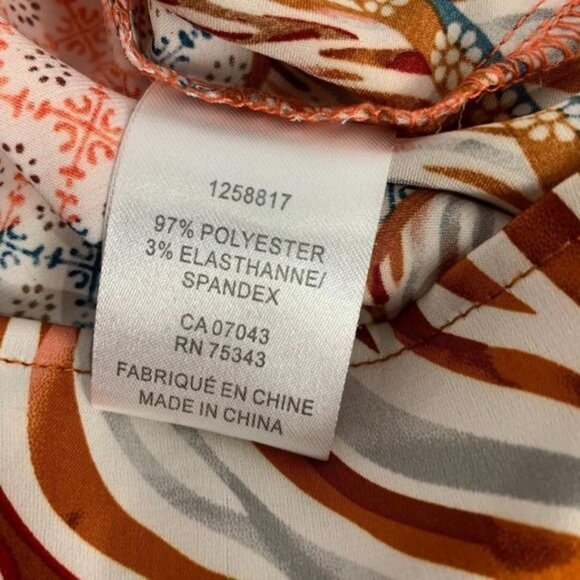 1258817
97% POLYESTER
3% ELASTHANNE/
SPANDEX
CA 07043
RN 75343
FABRIQUÉ EN CHINE
MADE IN CHINA